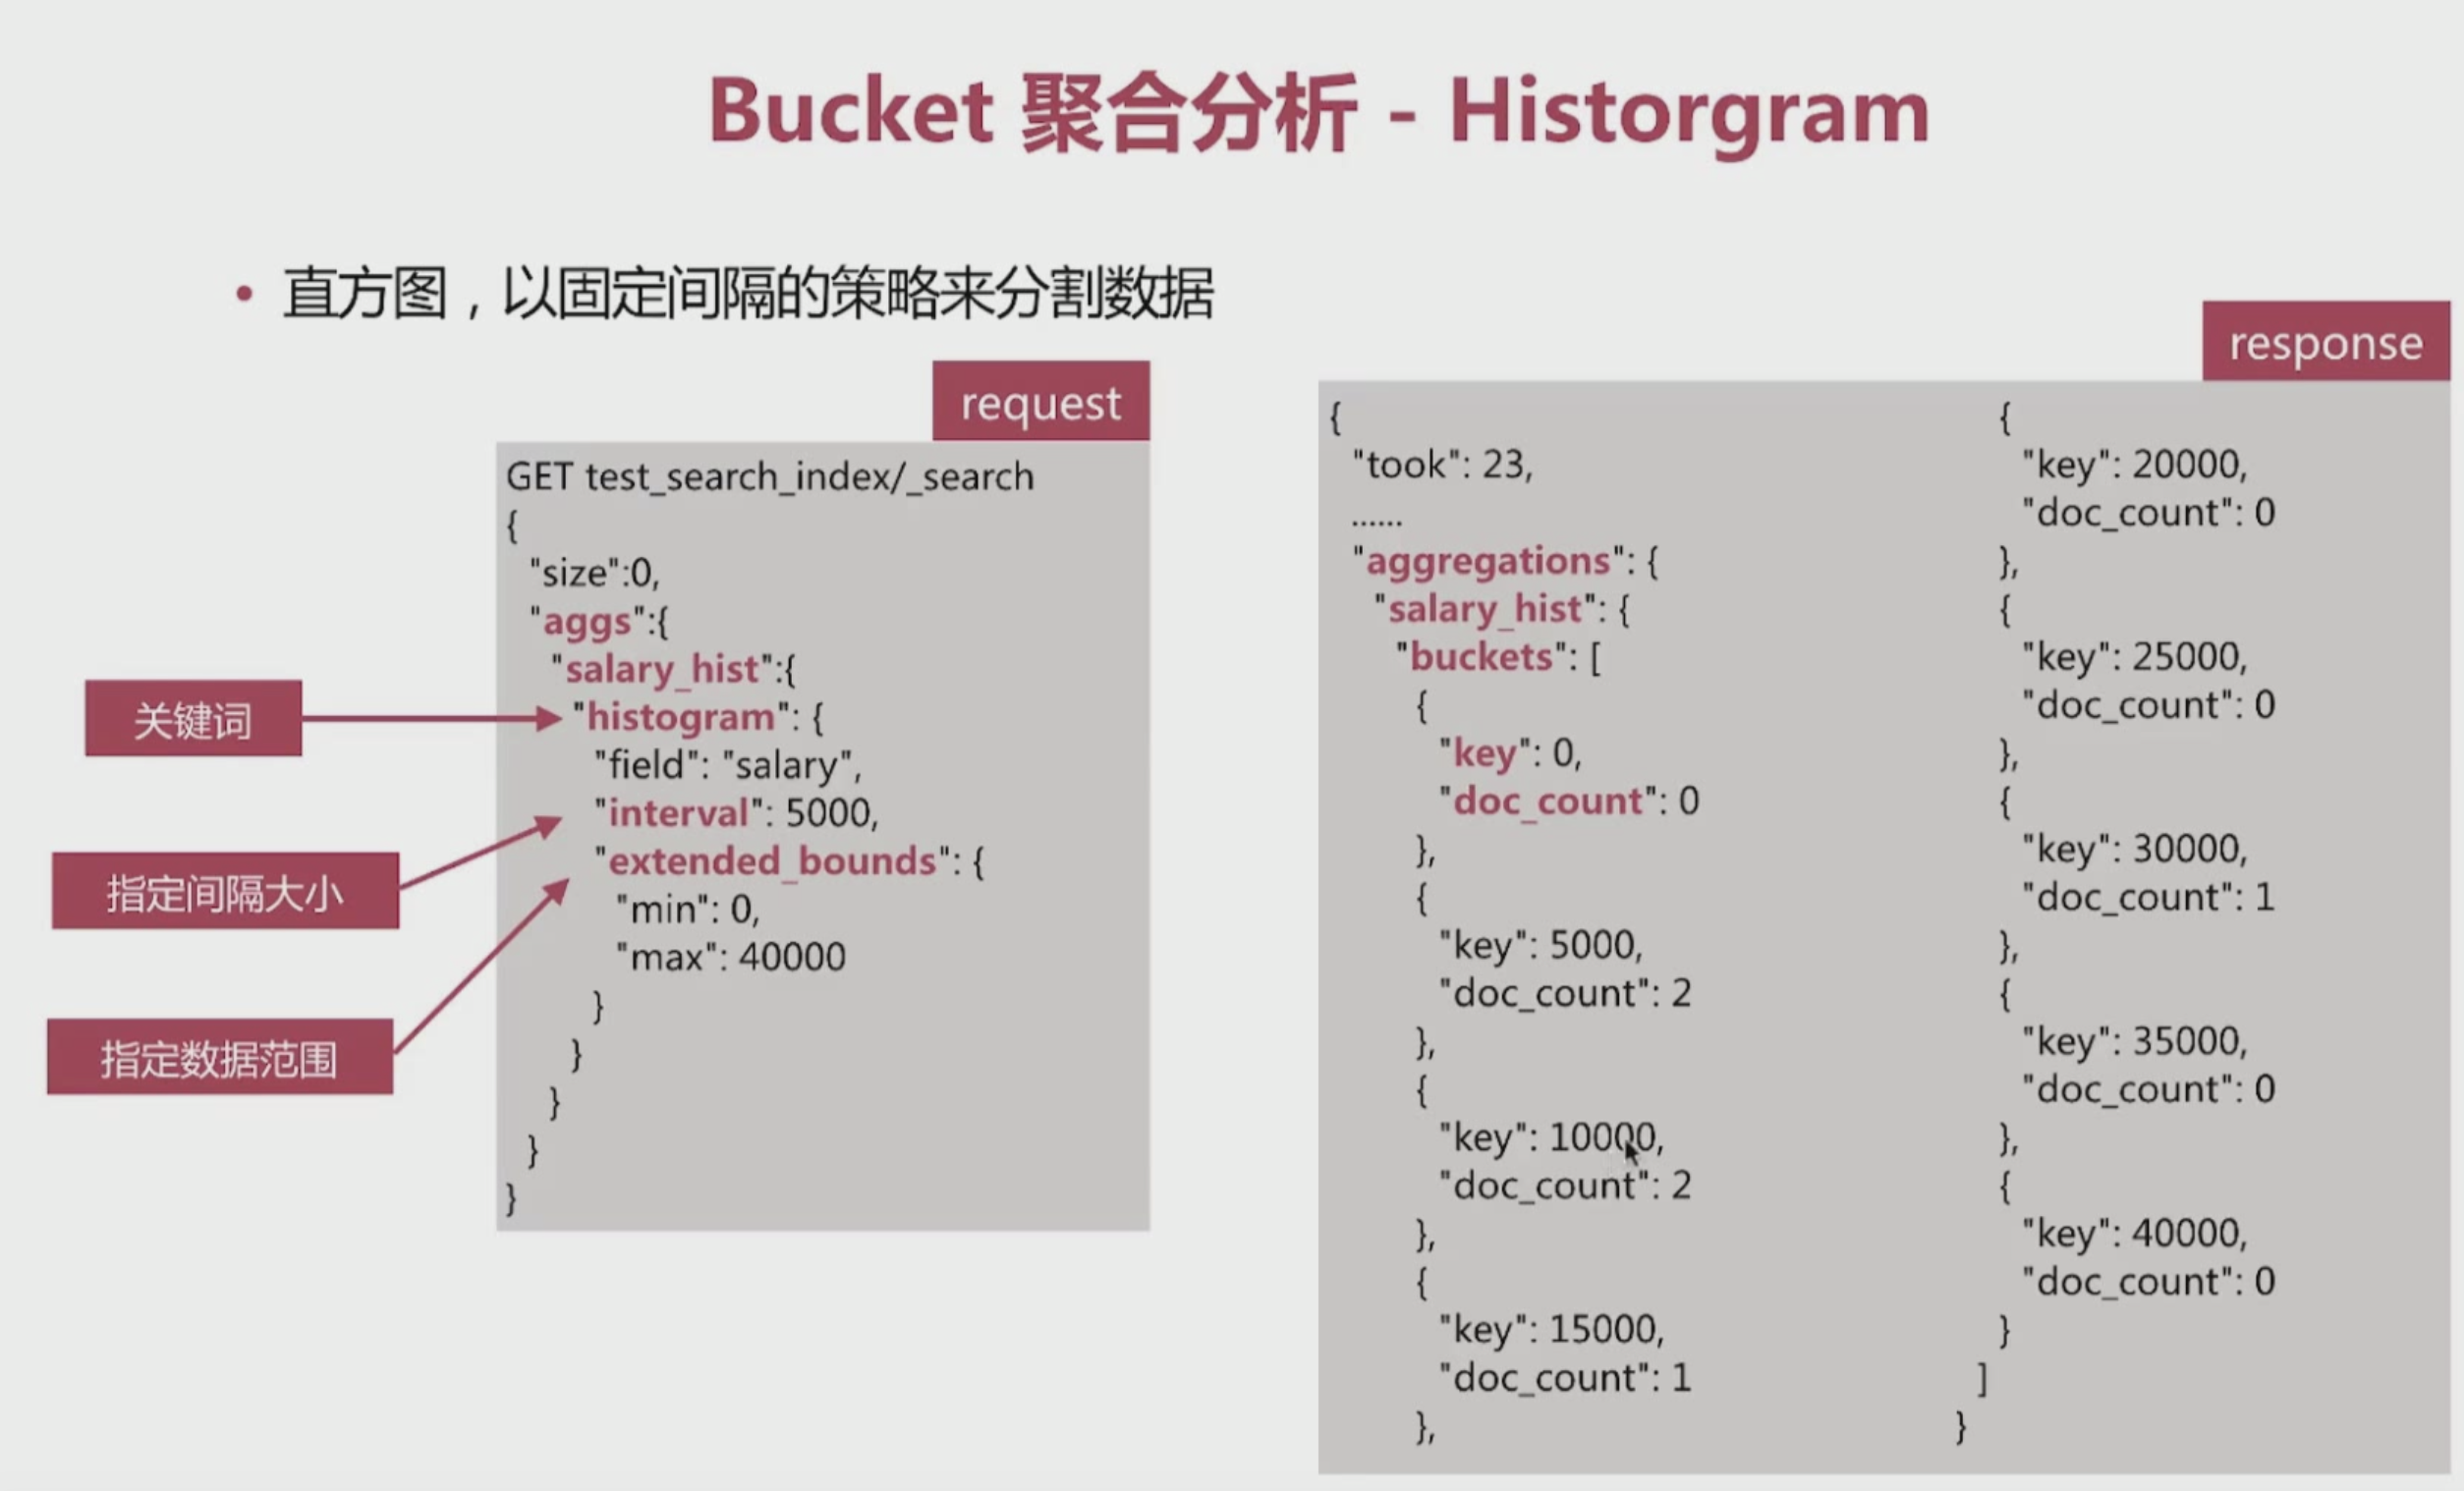 Bucket 聚合分析 - Historgram
• 直方图，以固定间隔的策略来分割数据
request
GET test_search_index/_search
{
"size":0,
"aggs":{
"salary_hist":{
"histogram": {
"field": "salary",
"interval": 5000,
"extended_bounds": {
"min": 0,
"max": 40000
}
}
}
}
}
关键词
指定间隔大小
指定数据范围
response
{
"took": 23,
......
"aggregations": {
"salary_hist": {
"buckets": [
{
"key": 0,
"doc_count": 0
},
{
"key": 5000,
"doc_count": 2
},
{
"key": 10000,
"doc_count": 2
},
{
"key": 15000,
"doc_count": 1
},
{
"key": 20000,
"doc_count": 0
},
{
"key": 25000,
"doc_count": 0
},
{
"key": 30000,
"doc_count": 1
},
{
"key": 35000,
"doc_count": 0
},
{
"key": 40000,
"doc_count": 0
}
]
}